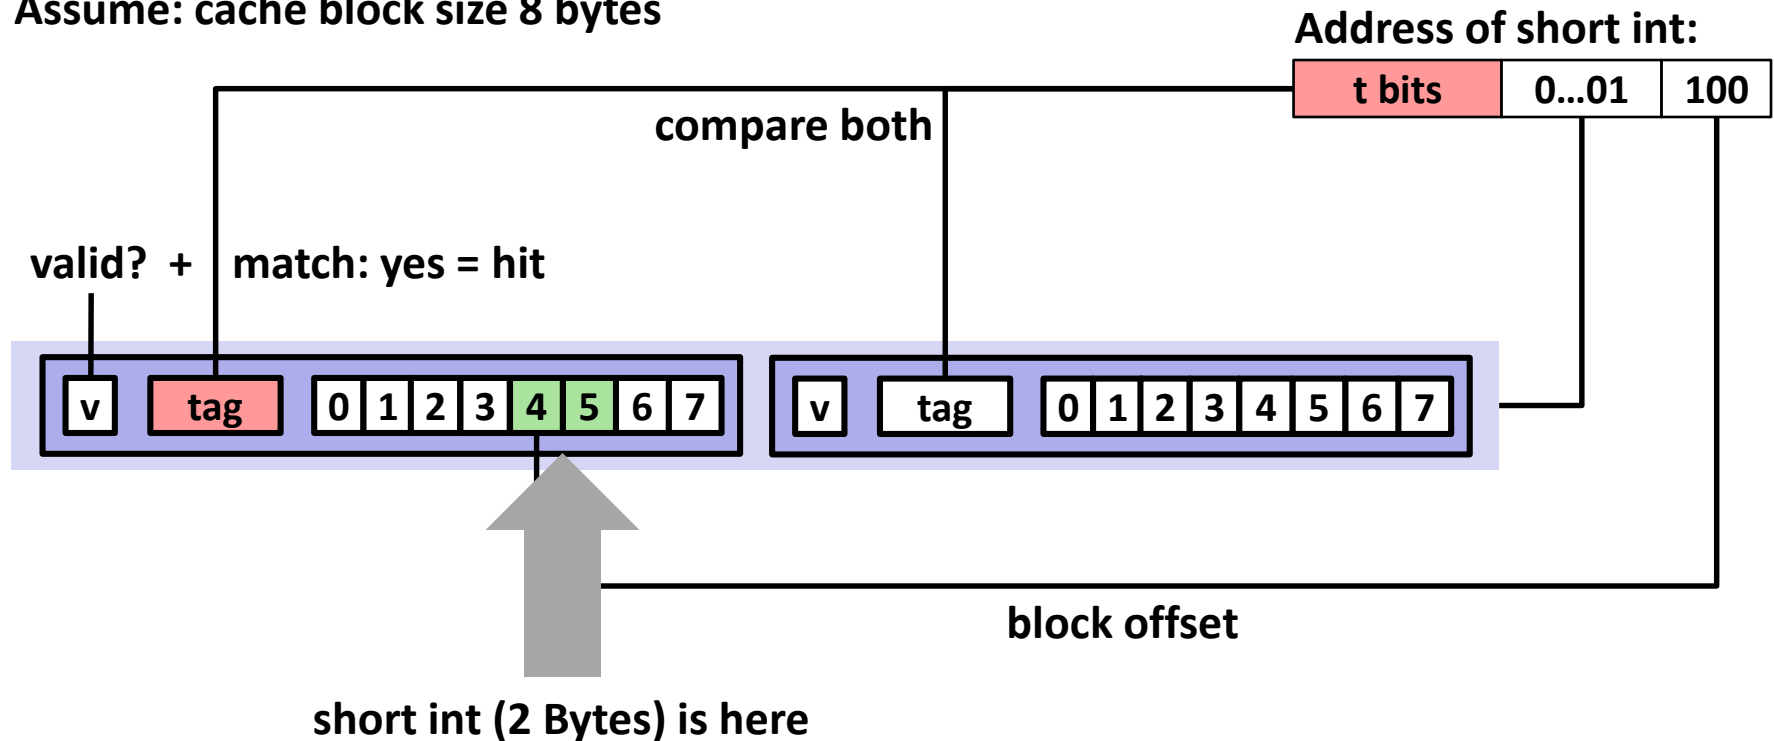 Assume: cache block size 8 bytes
Address of short int:
t bits 0...01 100
compare both
valid? + match: yes = hit
v tag 0 1 2 3 4 5 6 7 v tag 0 1 2 3 4 5 6 7
block offset
short int (2 Bytes) is here